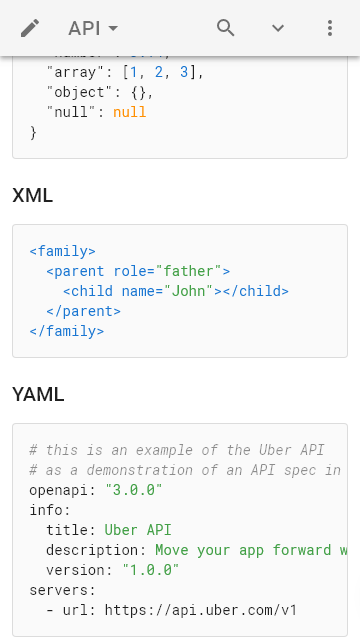 API
"array": [1, 2, 3],
"object": {},
"null": null
}
XML
<family>
<parent role="father">
<child name="John"></child>
</parent>
</family>
YAML
# this is an example of the Uber API
# as a demonstration of an API spec in
openapi: "3.0.0"
info:
title: Uber API
description: Move your app forward w
version: "1.0.0"
servers:
- url: https://api.uber.com/v1